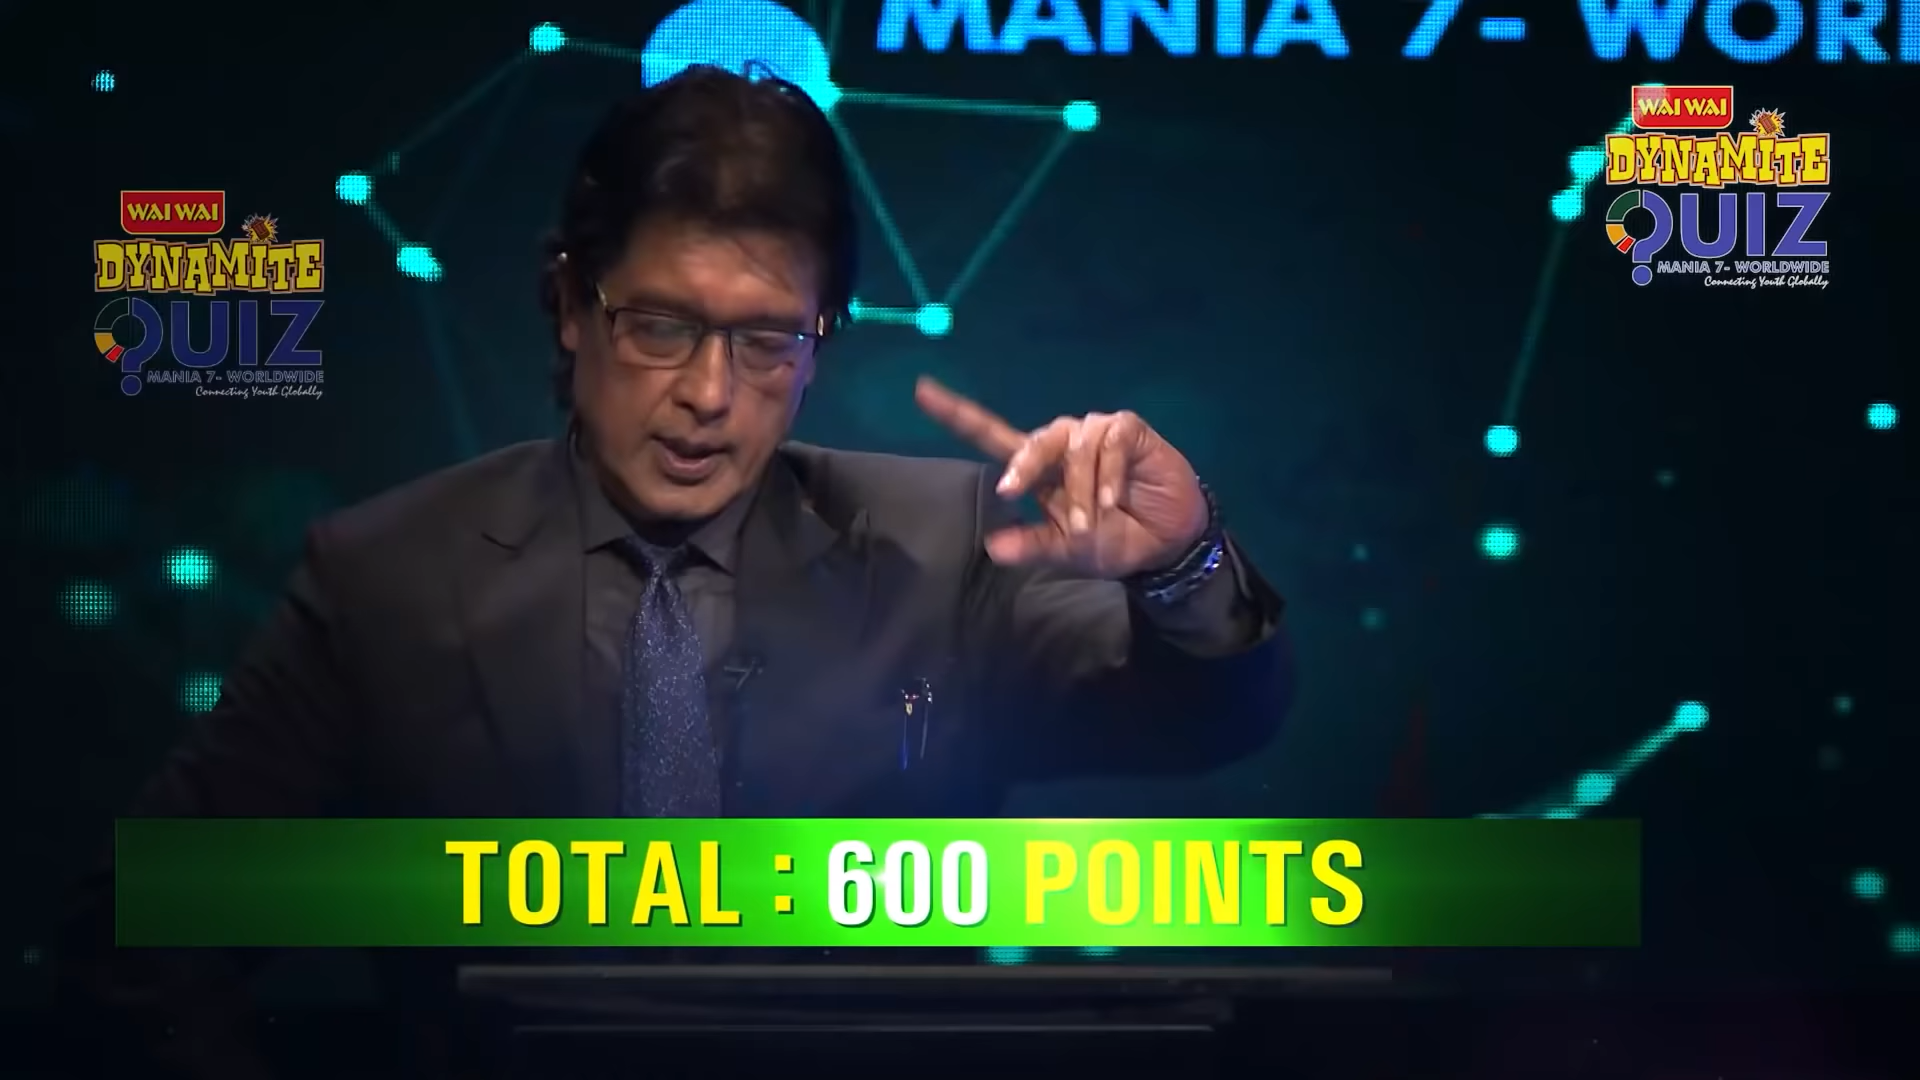 MANIA 7- WORL
WAI WAI
DYNAMITE
QUIZ
MANIA 7- WORLDWIDE
Connecting Youth Globally
WAI WAI
DYNAMITE
QUIZ
MANIA 7- WORLDWIDE
Connecting Youth Globally
TOTAL : 600 POINTS